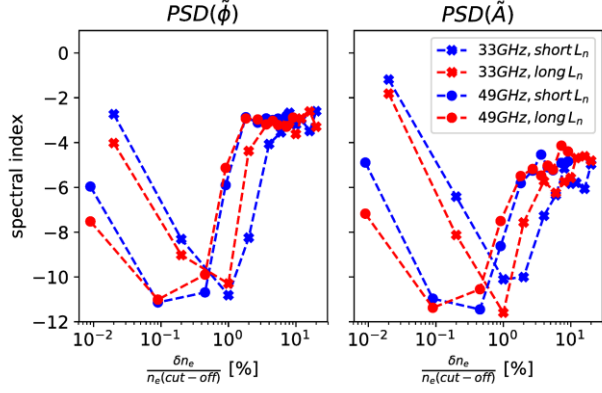 PSD(ϕ̃)
PSD(Ã)
spectral index
0
−2
−4
−6
−8
−10
−12
33GHz, short Lₙ
33GHz, long Lₙ
49GHz, short Lₙ
49GHz, long Lₙ
10⁻² 10⁻¹ 10⁰ 10¹
10⁻² 10⁻¹ 10⁰ 10¹
δnₑ / nₑ(cut−off) [%]
δnₑ / nₑ(cut−off) [%]